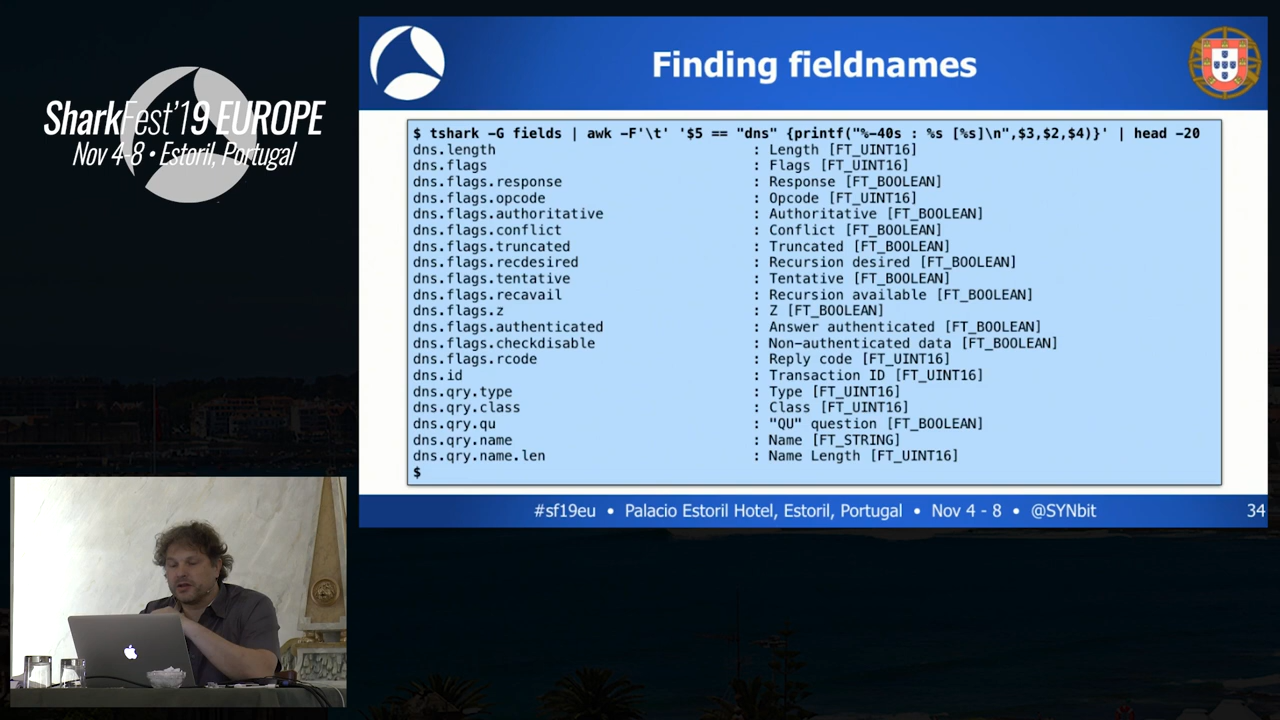 SharkFest'19 EUROPE
Nov 4-8 • Estoril, Portugal
Finding fieldnames
$ tshark -G fields | awk -F'\t' '$5 == "dns" {printf("%-40s : %s [%s]\n",$3,$2,$4)}' | head -20
dns.length : Length [FT_UINT16]
dns.flags : Flags [FT_UINT16]
dns.flags.response : Response [FT_BOOLEAN]
dns.flags.opcode : Opcode [FT_UINT16]
dns.flags.authoritative : Authoritative [FT_BOOLEAN]
dns.flags.conflict : Conflict [FT_BOOLEAN]
dns.flags.truncated : Truncated [FT_BOOLEAN]
dns.flags.recdesired : Recursion desired [FT_BOOLEAN]
dns.flags.tentative : Tentative [FT_BOOLEAN]
dns.flags.recavail : Recursion available [FT_BOOLEAN]
dns.flags.z : Z [FT_BOOLEAN]
dns.flags.authenticated : Answer authenticated [FT_BOOLEAN]
dns.flags.checkdisable : Non-authenticated data [FT_BOOLEAN]
dns.flags.rcode : Reply code [FT_UINT16]
dns.id : Transaction ID [FT_UINT16]
dns.qry.type : Type [FT_UINT16]
dns.qry.class : Class [FT_UINT16]
dns.qry.qu : "QU" question [FT_BOOLEAN]
dns.qry.name : Name [FT_STRING]
dns.qry.name.len : Name Length [FT_UINT16]
$
#sf19eu • Palacio Estoril Hotel, Estoril, Portugal • Nov 4 - 8 • @SYNbit
34